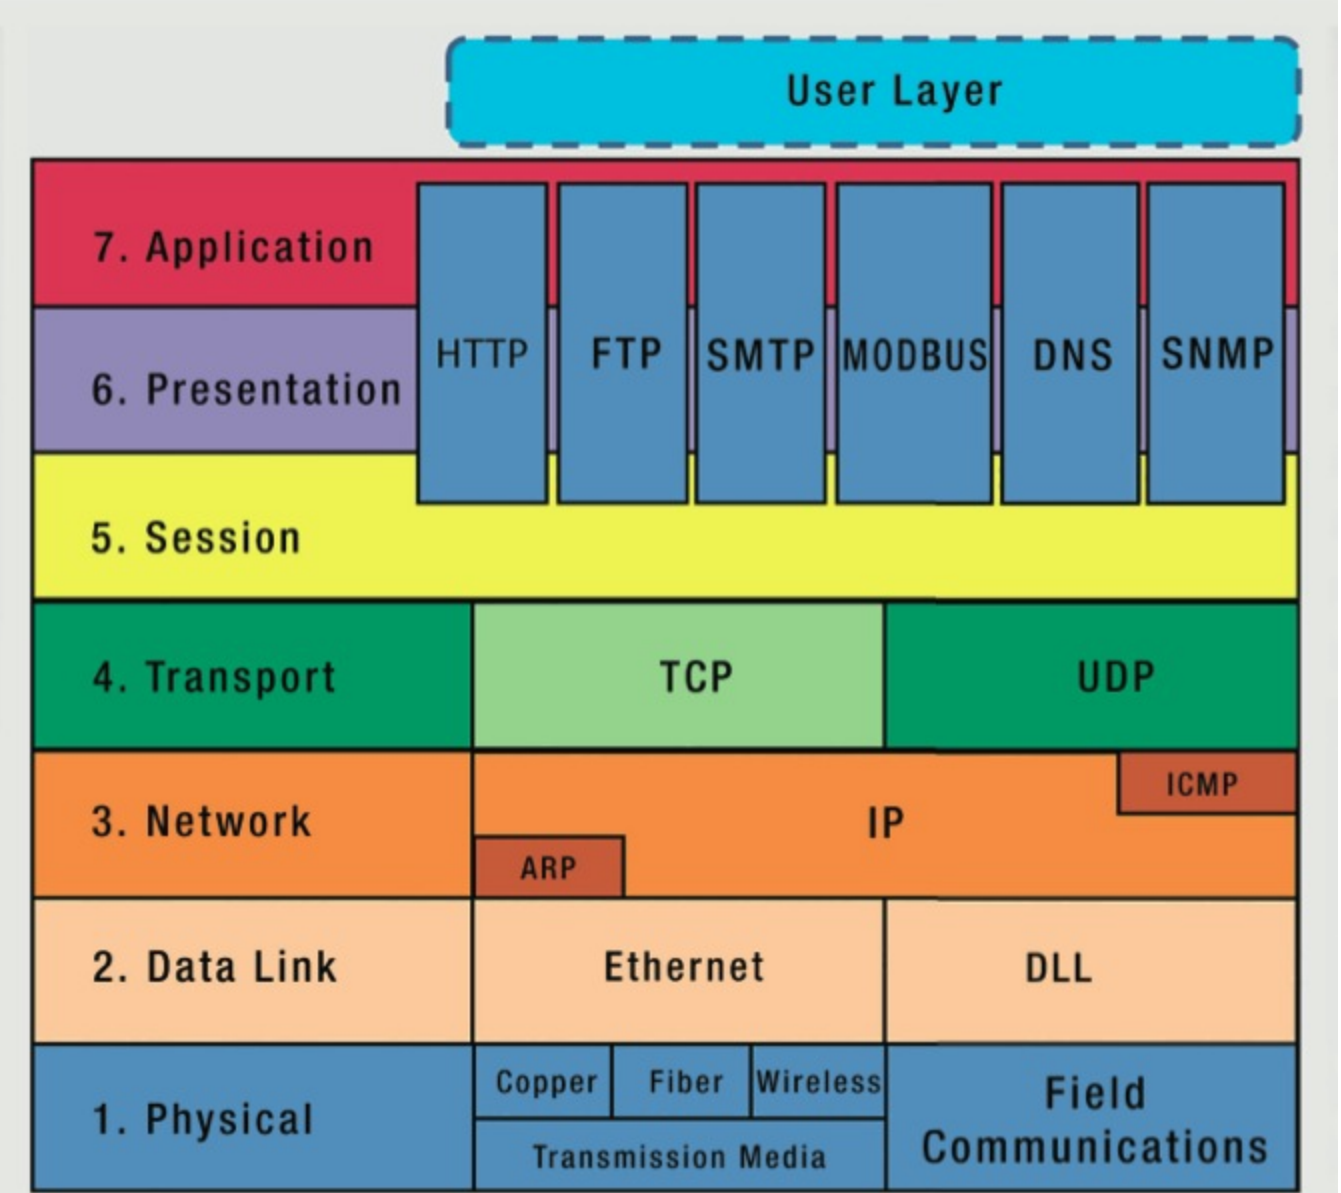 User Layer
7. Application
HTTP FTP SMTP MODBUS DNS SNMP
6. Presentation
5. Session
4. Transport TCP UDP
ICMP
3. Network IP
ARP
2. Data Link Ethernet DLL
Copper Fiber Wireless
1. Physical
Transmission Media
Field
Communications